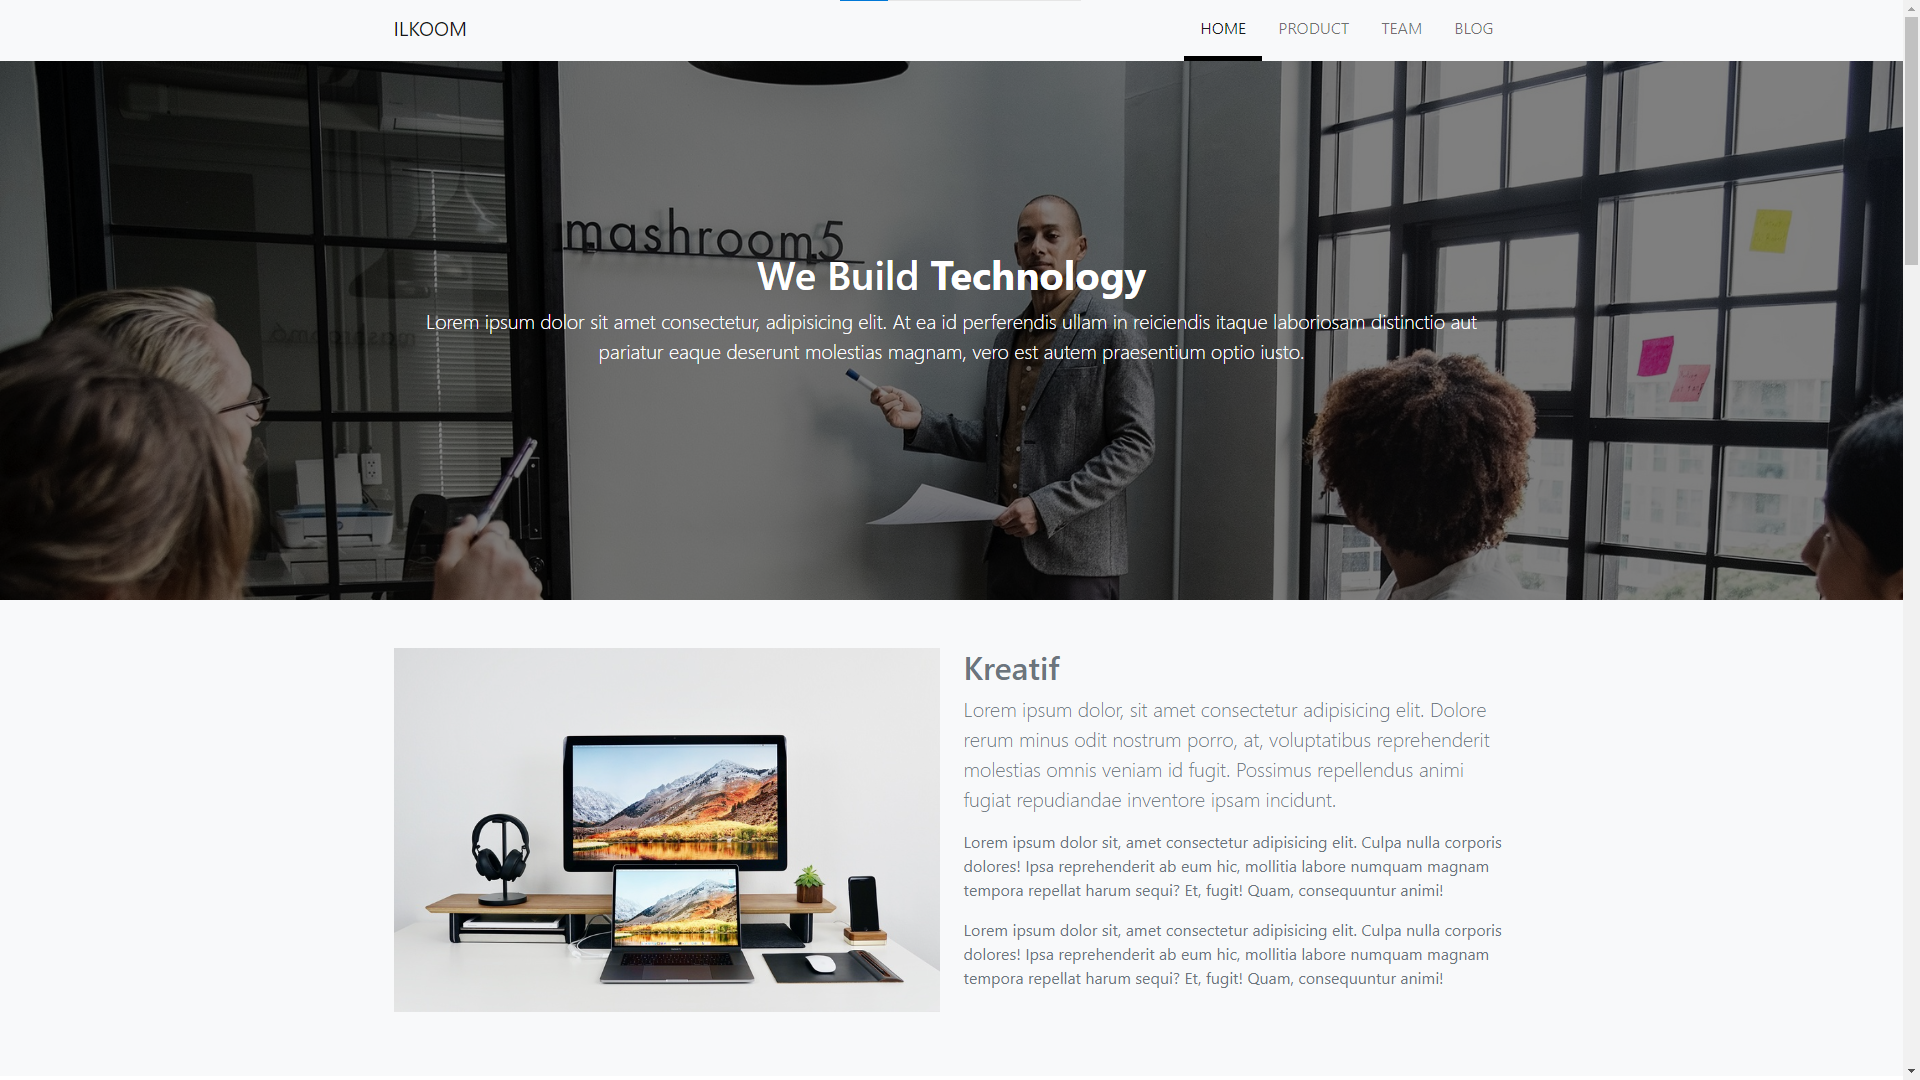 ILKOOM
HOME PRODUCT TEAM BLOG
mashroom5
We Build Technology
Lorem ipsum dolor sit amet consectetur, adipisicing elit. At ea id perferendis ullam in reiciendis itaque laboriosam distinctio aut
pariatur eaque deserunt molestias magnam, vero est autem praesentium optio iusto.
Kreatif
Lorem ipsum dolor, sit amet consectetur adipisicing elit. Dolore
rerum minus odit nostrum porro, at, voluptatibus reprehenderit
molestias omnis veniam id fugit. Possimus repellendus animi
fugiat repudiandae inventore ipsam incidunt.
Lorem ipsum dolor sit, amet consectetur adipisicing elit. Culpa nulla corporis
dolores! Ipsa reprehenderit ab eum hic, mollitia labore numquam magnam
tempora repellat harum sequi? Et, fugit! Quam, consequuntur animi!
Lorem ipsum dolor sit, amet consectetur adipisicing elit. Culpa nulla corporis
dolores! Ipsa reprehenderit ab eum hic, mollitia labore numquam magnam
tempora repellat harum sequi? Et, fugit! Quam, consequuntur animi!